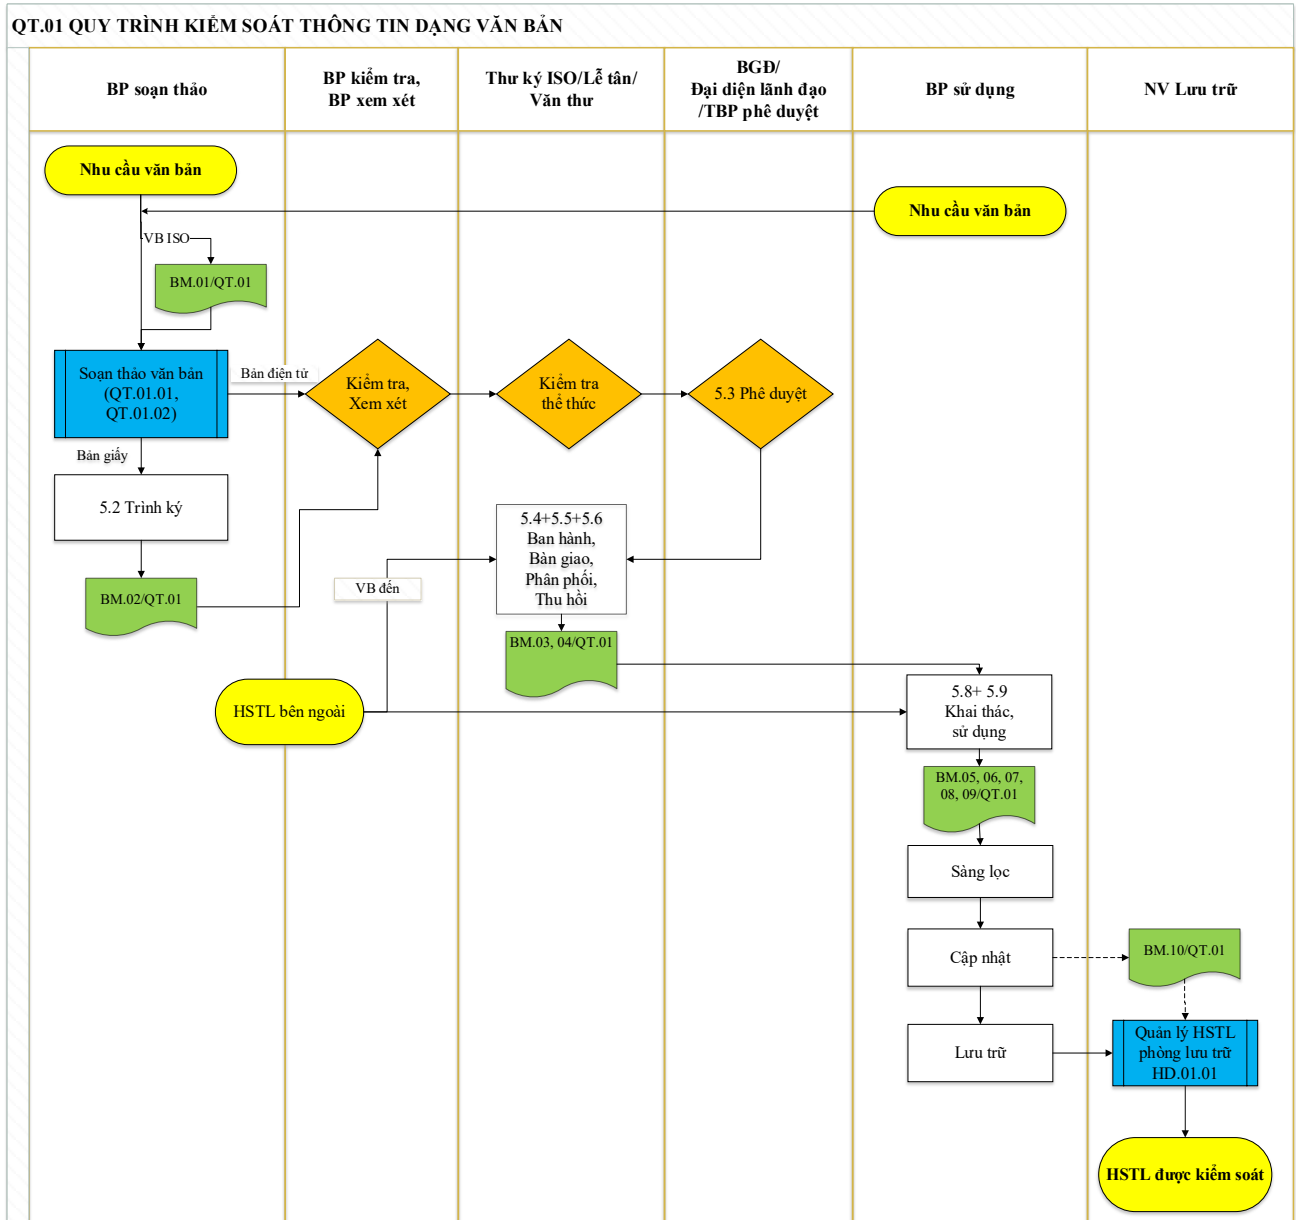 QT.01 QUY TRÌNH KIỂM SOÁT THÔNG TIN DẠNG VĂN BẢN
BP soạn thảo
BP kiểm tra,
BP xem xét
Thư ký ISO/Lễ tân/
Văn thư
BGĐ/
Đại diện lãnh đạo
/TBP phê duyệt
BP sử dụng
NV Lưu trữ
Nhu cầu văn bản
Nhu cầu văn bản
VB ISO
BM.01/QT.01
Soạn thảo văn bản
(QT.01.01,
QT.01.02)
Bản điện tử
Kiểm tra,
Xem xét
Kiểm tra
thể thức
5.3 Phê duyệt
Bản giấy
5.2 Trình ký
BM.02/QT.01
5.4+5.5+5.6
Ban hành,
Bàn giao,
Phân phối,
Thu hồi
VB đến
BM.03, 04/QT.01
HSTL bên ngoài
5.8+ 5.9
Khai thác,
sử dụng
BM.05, 06, 07,
08, 09/QT.01
Sàng lọc
Cập nhật
BM.10/QT.01
Lưu trữ
Quản lý HSTL
phòng lưu trữ
HD.01.01
HSTL được kiểm soát